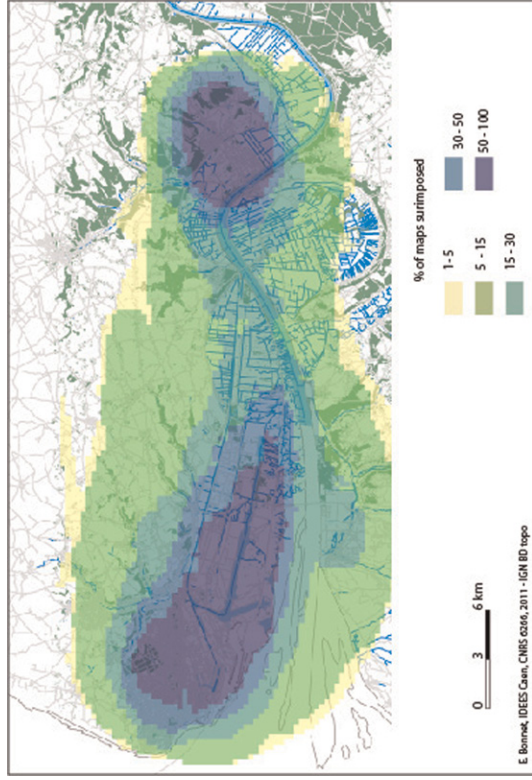 % of maps surimposed
1 - 5
5 - 15
15 - 30
30 - 50
50 - 100
0 3 6 km
E. Bonnet, IDEES Caen, CNRS 6266, 2011 - IGN BD topo